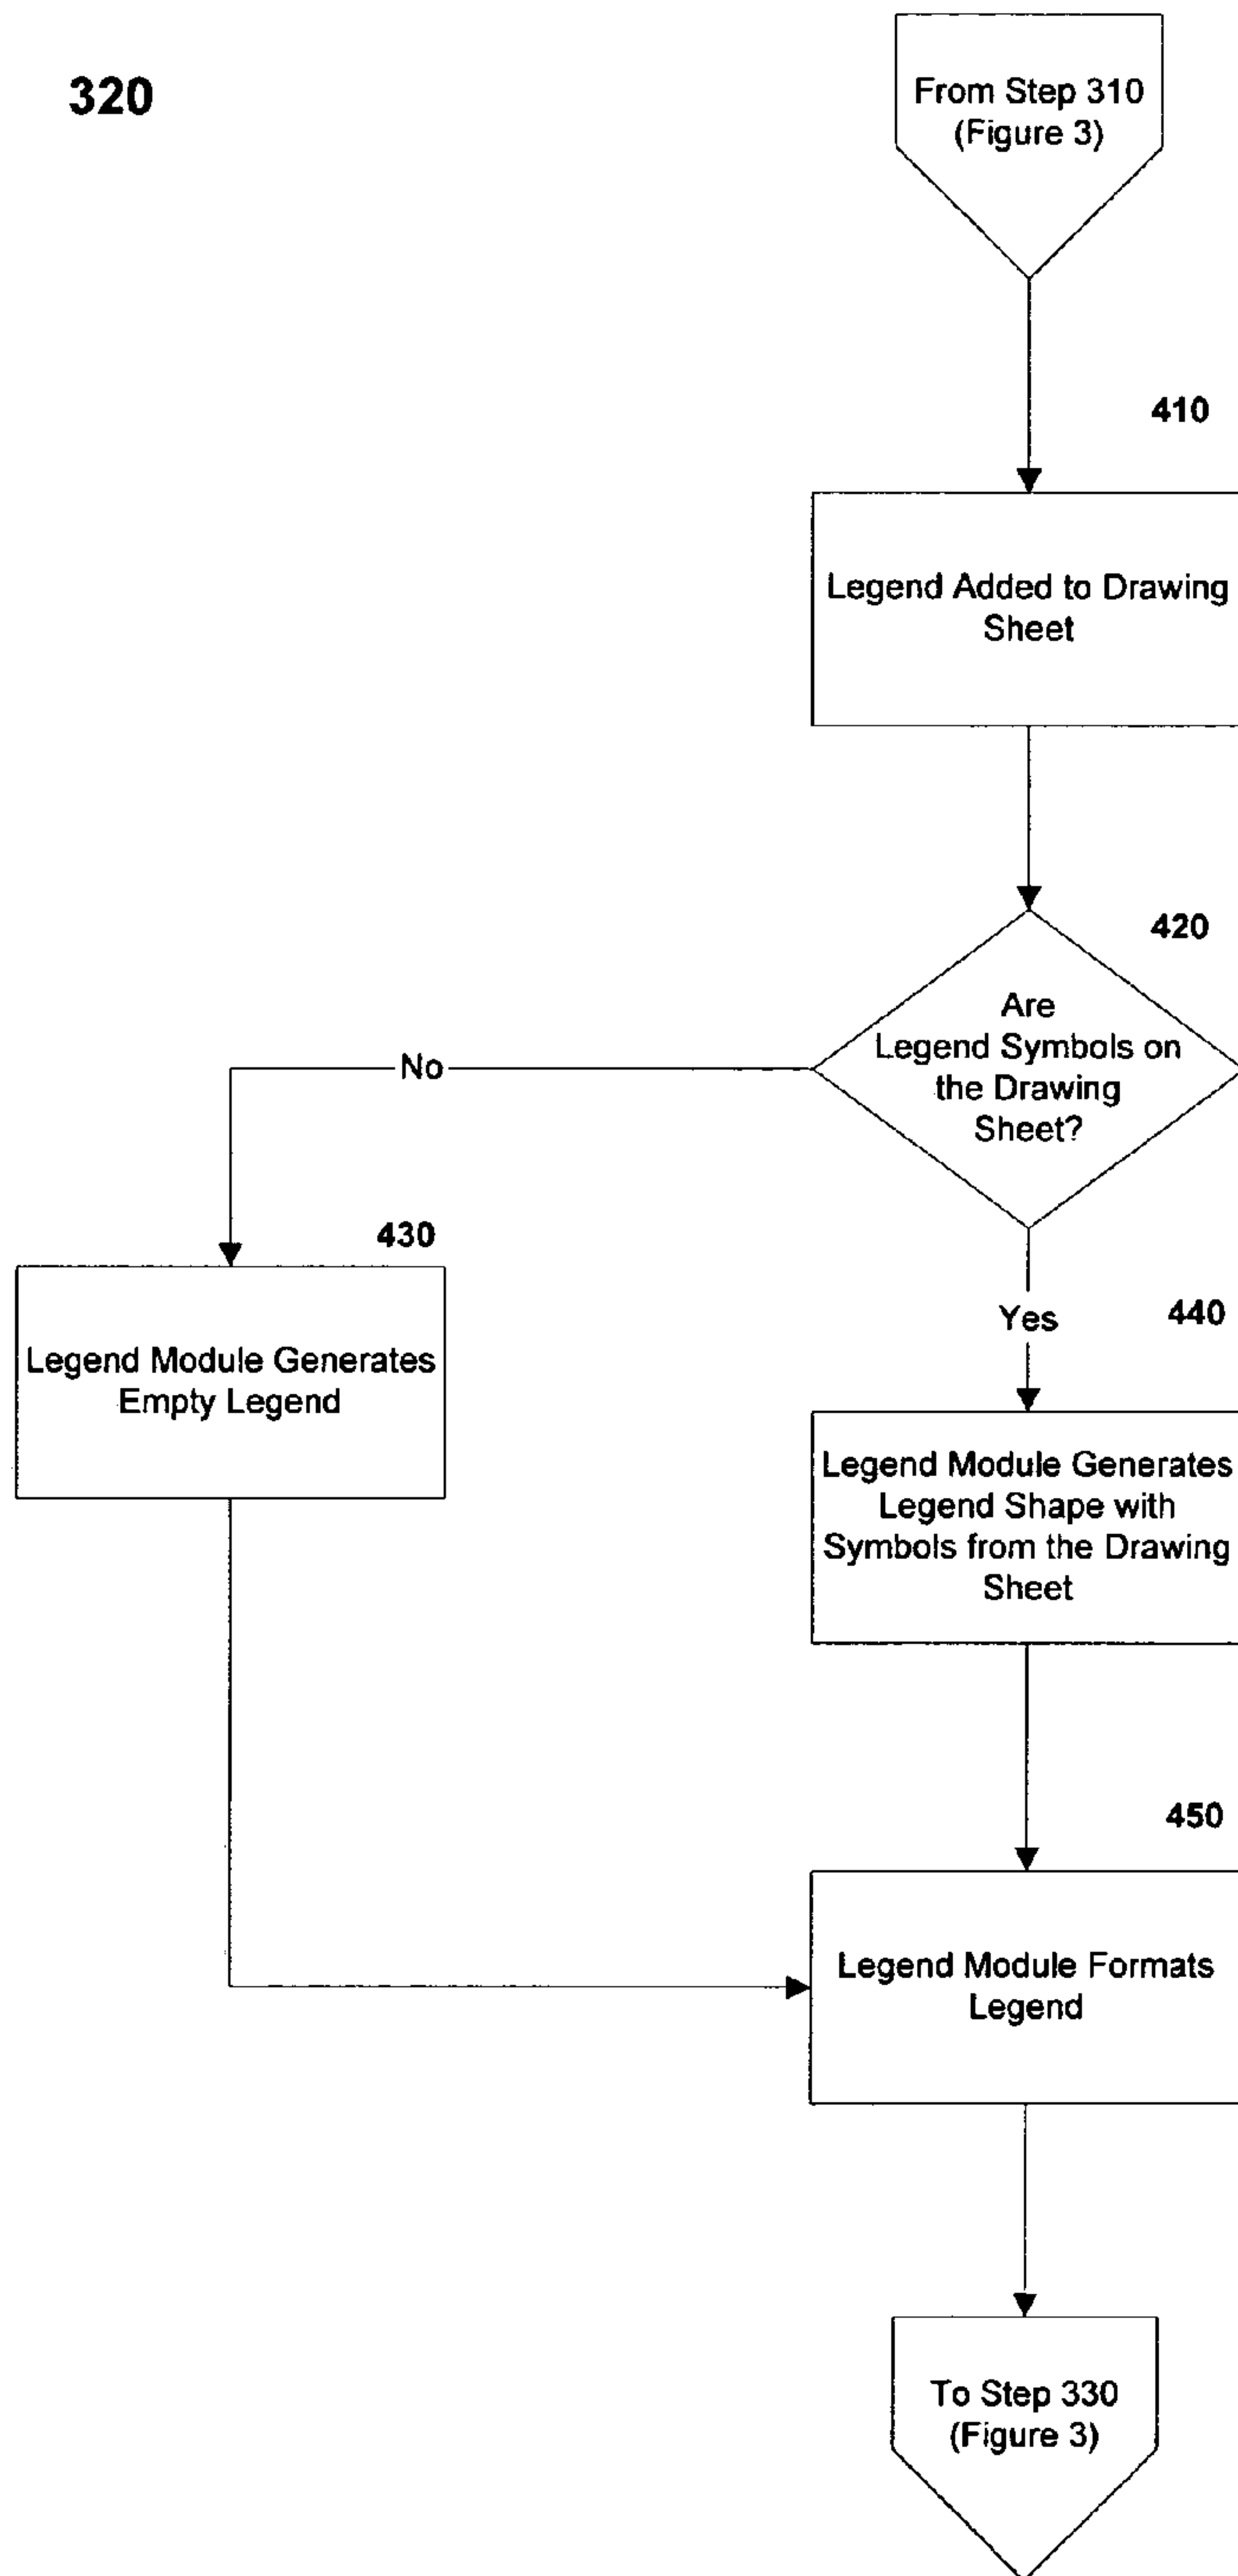 320
From Step 310
(Figure 3)
410
Legend Added to Drawing
Sheet
420
Are
Legend Symbols on
the Drawing
Sheet?
No
430
Legend Module Generates
Empty Legend
Yes
440
Legend Module Generates
Legend Shape with
Symbols from the Drawing
Sheet
450
Legend Module Formats
Legend
To Step 330
(Figure 3)